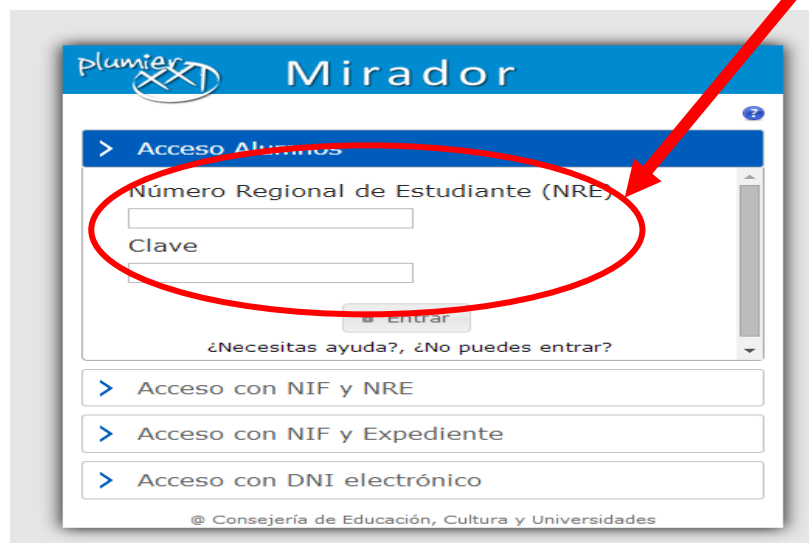 plumier XXI
Mirador
?
> Acceso Alumnos
Número Regional de Estudiante (NRE)
Clave
Entrar
¿Necesitas ayuda?, ¿No puedes entrar?
> Acceso con NIF y NRE
> Acceso con NIF y Expediente
> Acceso con DNI electrónico
@ Consejería de Educación, Cultura y Universidades